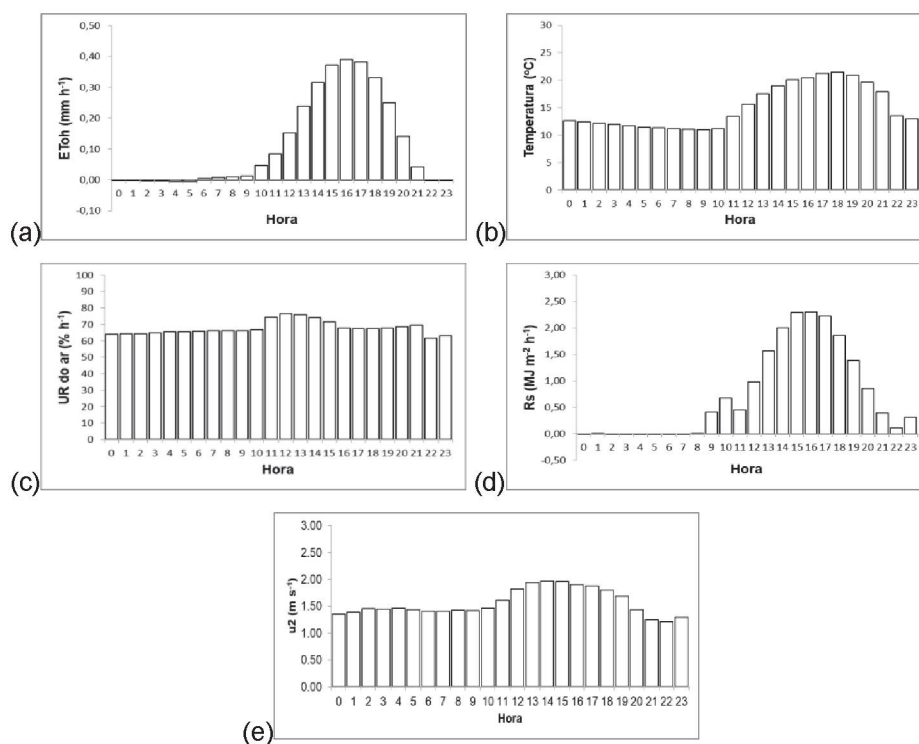 0,50
0,40
0,30
0,20
0,10
0,00
-0,10
EToh (mm h-1)
0 1 2 3 4 5 6 7 8 9 10 11 12 13 14 15 16 17 18 19 20 21 22 23
Hora
(a)
30
25
20
15
10
5
0
Temperatura (ºC)
0 1 2 3 4 5 6 7 8 9 10 11 12 13 14 15 16 17 18 19 20 21 22 23
Hora
(b)
100
90
80
70
60
50
40
30
20
10
0
UR do ar (% h-1)
0 1 2 3 4 5 6 7 8 9 10 11 12 13 14 15 16 17 18 19 20 21 22 23
Hora
(c)
3,00
2,50
2,00
1,50
1,00
0,50
0,00
-0,50
Rs (MJ m-2 h-1)
0 1 2 3 4 5 6 7 8 9 10 11 12 13 14 15 16 17 18 19 20 21 22 23
Hora
(d)
3.00
2.50
2.00
1.50
1.00
0.50
0.00
u2 (m s-1)
0 1 2 3 4 5 6 7 8 9 10 11 12 13 14 15 16 17 18 19 20 21 22 23
Hora
(e)